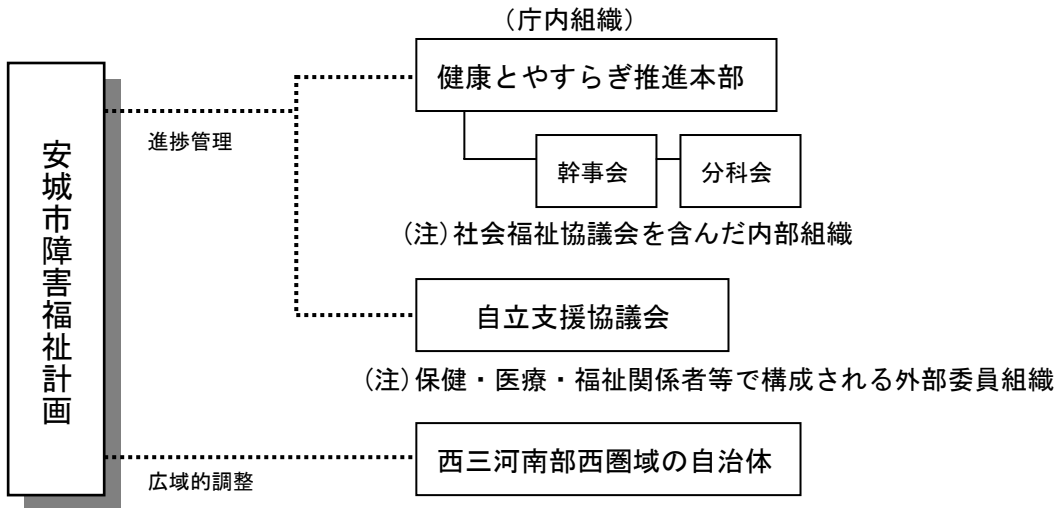 （庁内組織）
健康とやすらぎ推進本部
進捗管理
幹事会
分科会
（注）社会福祉協議会を含んだ内部組織
安城市障害福祉計画
自立支援協議会
（注）保健・医療・福祉関係者等で構成される外部委員組織
西三河南部西圏域の自治体
広域的調整